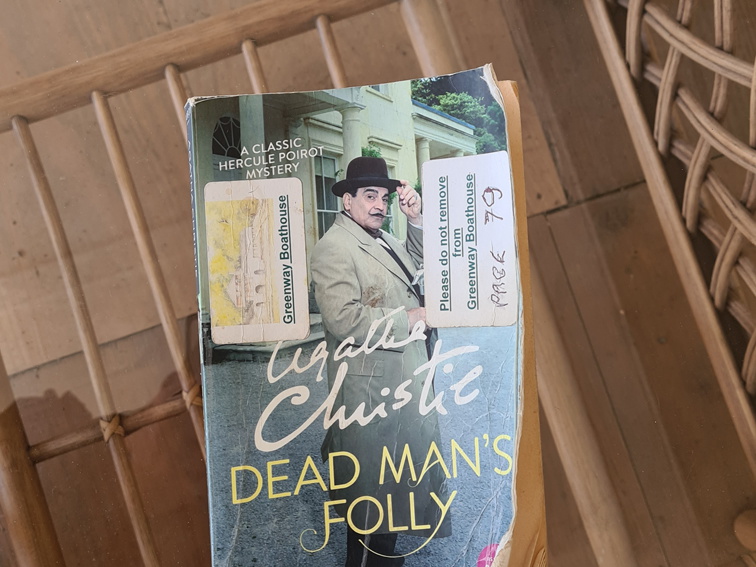 A CLASSIC
HERCULE POIROT
MYSTERY
Greenway Boathouse
Please do not remove
from
Greenway Boathouse
PAGE 79
Agatha
Christie
DEAD MAN'S
FOLLY